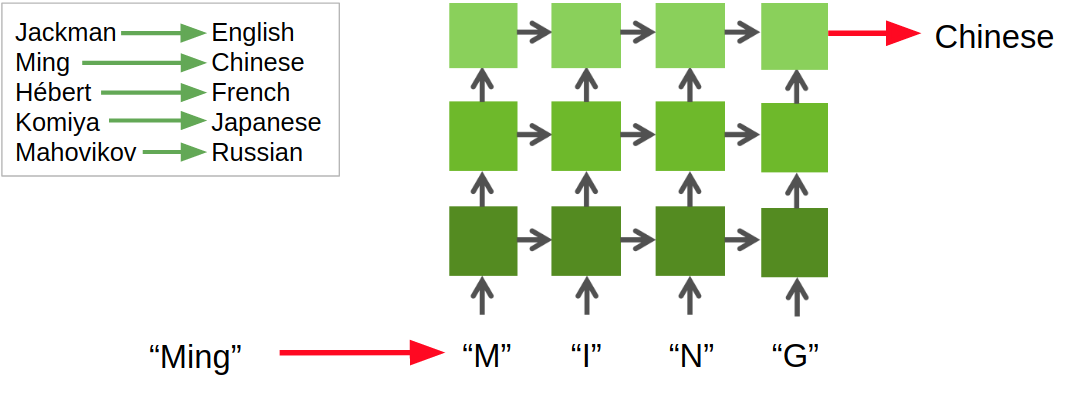 Jackman English
Ming Chinese
Hébert French
Komiya Japanese
Mahovikov Russian
Chinese
“Ming” “M” “I” “N” “G”